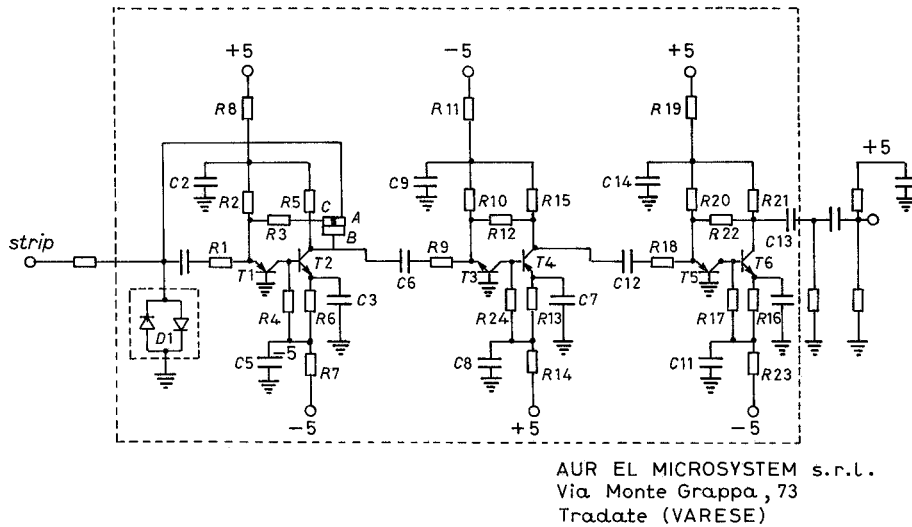 +5 −5 +5
R8 R11 R19
+5
C2 R2 R5 C A C9 R10 R15 C14 R20 R21
R3 B R12 R22 C13
strip R1 T1 T2 C6 R9 T3 T4 C12 R18 T5 T6
D1 R4 R6 C3 R24 R13 C7 R17 R16
C5 −5 R7 C8 R14 C11 R23
−5 +5 −5
AUR EL MICROSYSTEM s.r.l.
Via Monte Grappa, 73
Tradate (VARESE)